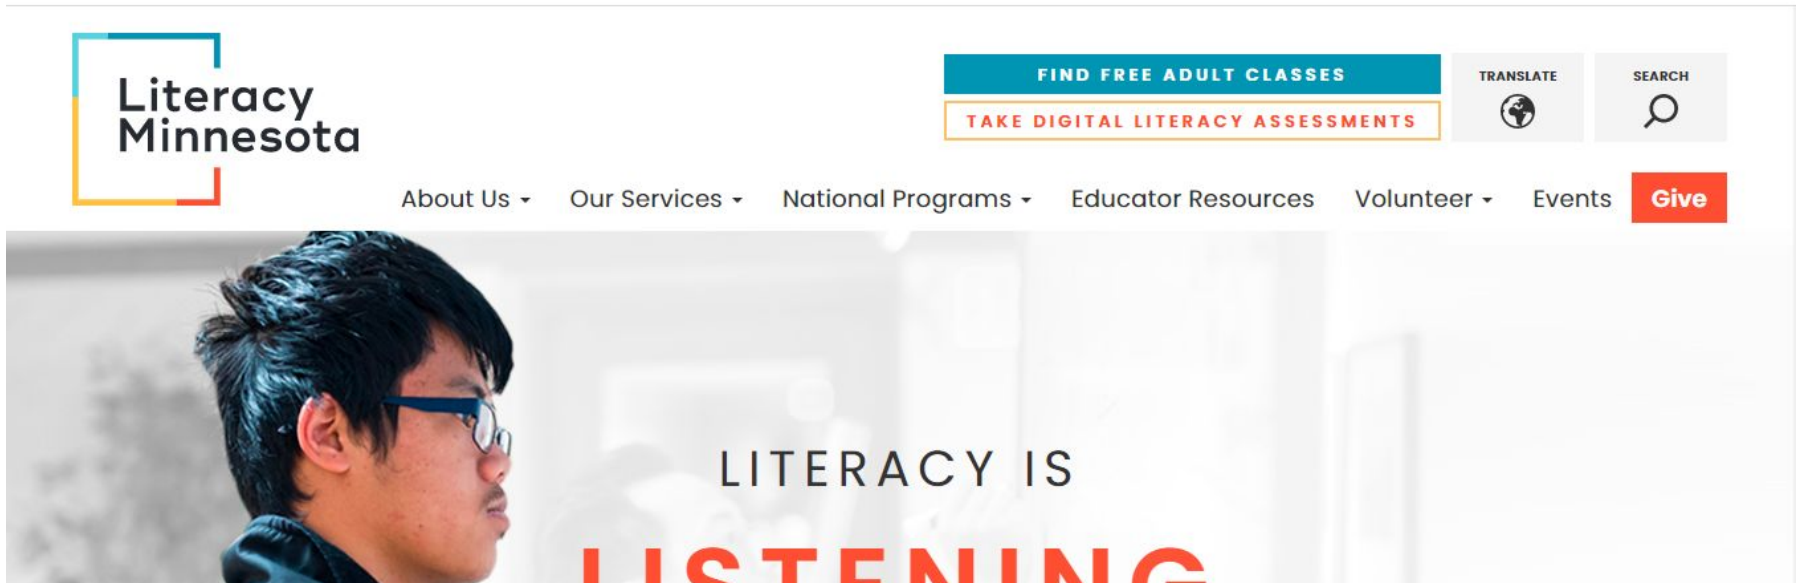 Literacy
Minnesota
FIND FREE ADULT CLASSES
TAKE DIGITAL LITERACY ASSESSMENTS
TRANSLATE
SEARCH
About Us
Our Services
National Programs
Educator Resources
Volunteer
Events
Give
LITERACY IS
LISTENING